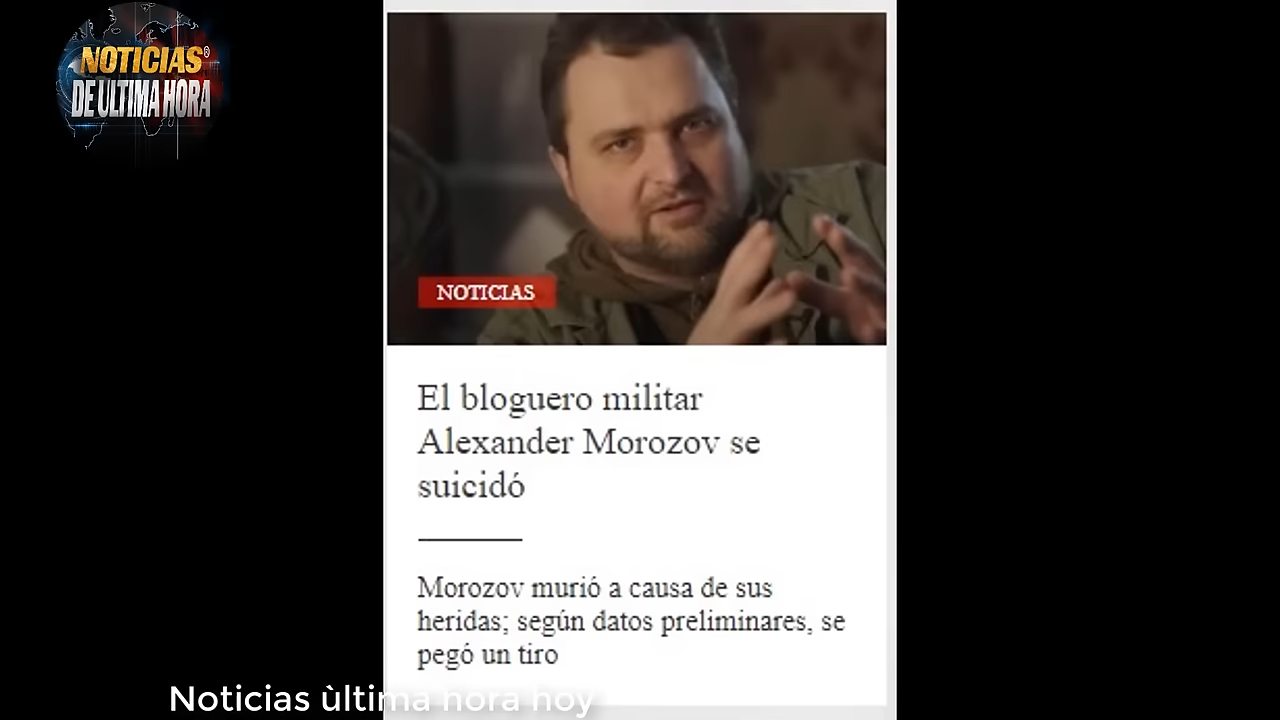 NOTICIAS®
DE ULTIMA HORA
NOTICIAS
El bloguero militar
Alexander Morozov se
suicidó
Morozov murió a causa de sus
heridas; según datos preliminares, se
pegó un tiro
Noticias ùltima hora hoy